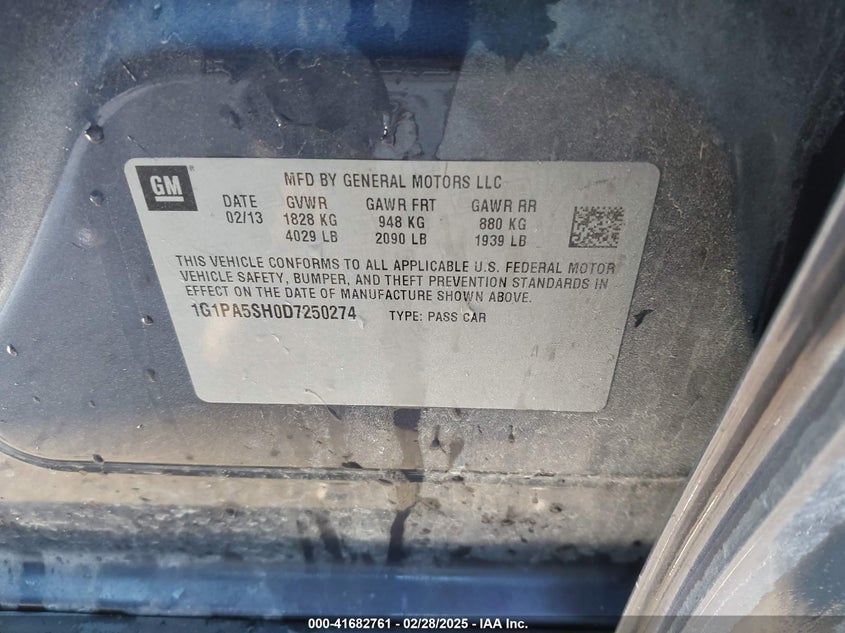 GM
MFD BY GENERAL MOTORS LLC
DATE GVWR GAWR FRT GAWR RR
02/13 1828 KG 948 KG 880 KG
4029 LB 2090 LB 1939 LB
THIS VEHICLE CONFORMS TO ALL APPLICABLE U.S. FEDERAL MOTOR
VEHICLE SAFETY, BUMPER, AND THEFT PREVENTION STANDARDS IN
EFFECT ON THE DATE OF MANUFACTURE SHOWN ABOVE.
1G1PA5SH0D7250274 TYPE: PASS CAR
000-41682761 / 02/28/2025 - IAA Inc.